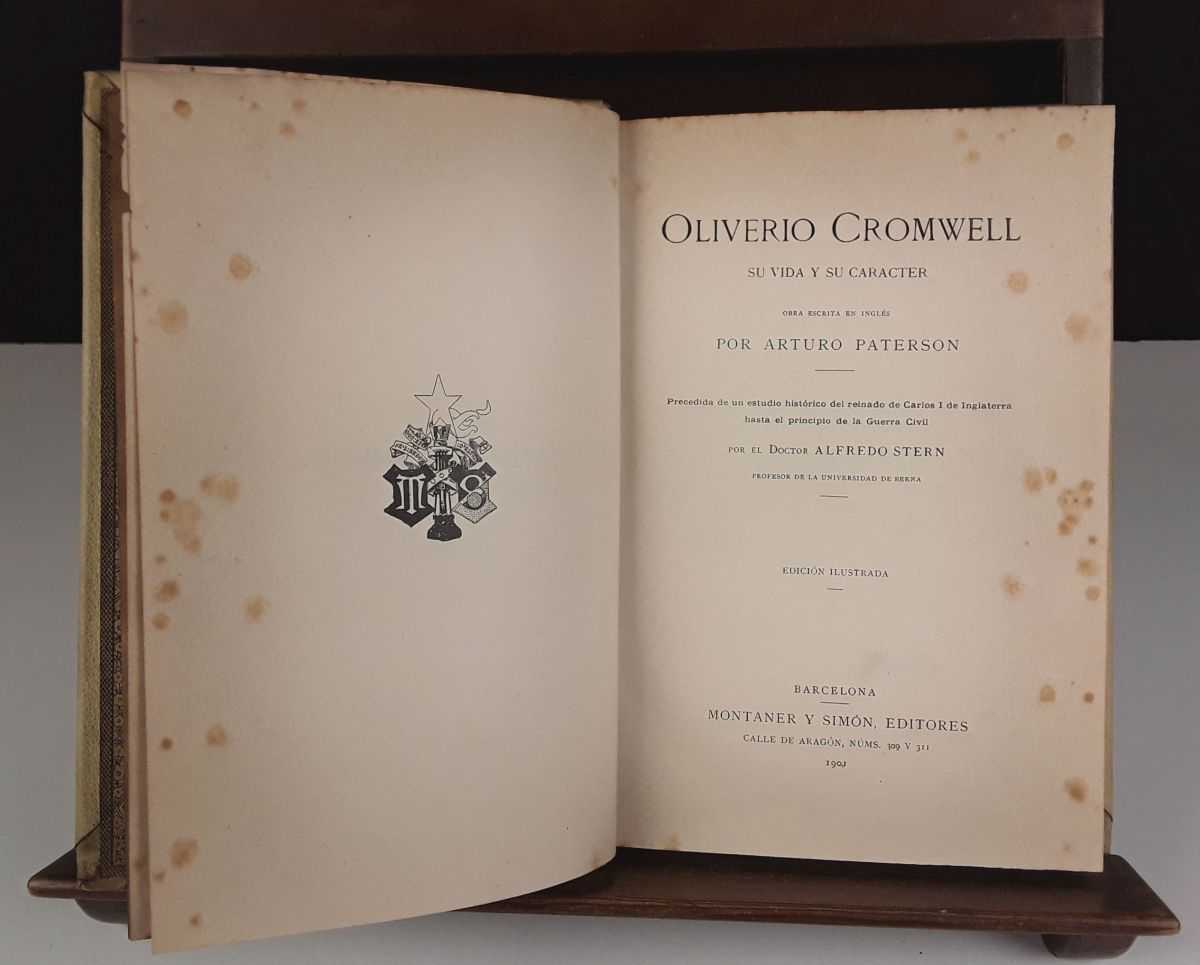 OLIVERIO CROMWELL
SU VIDA Y SU CARACTER
OBRA ESCRITA EN INGLÉS
POR ARTURO PATERSON
Precedida de un estudio histórico del reinado de Carlos I de Inglaterra
hasta el principio de la Guerra Civil
POR EL DOCTOR ALFREDO STERN
PROFESOR DE LA UNIVERSIDAD DE BERNA
EDICIÓN ILUSTRADA
BARCELONA
MONTANER Y SIMÓN, EDITORES
CALLE DE ARAGÓN, NÚMS. 309 Y 311
1901
M S